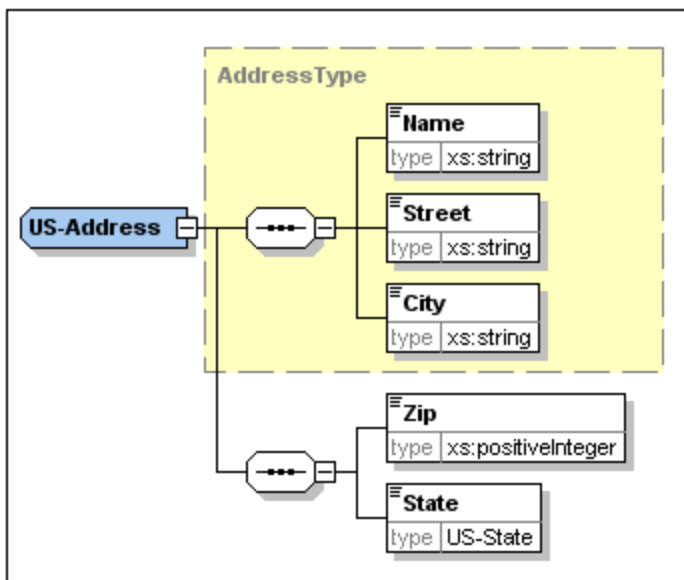 AddressType
Name
type xs:string
US-Address
Street
type xs:string
City
type xs:string
Zip
type xs:positiveInteger
State
type US-State